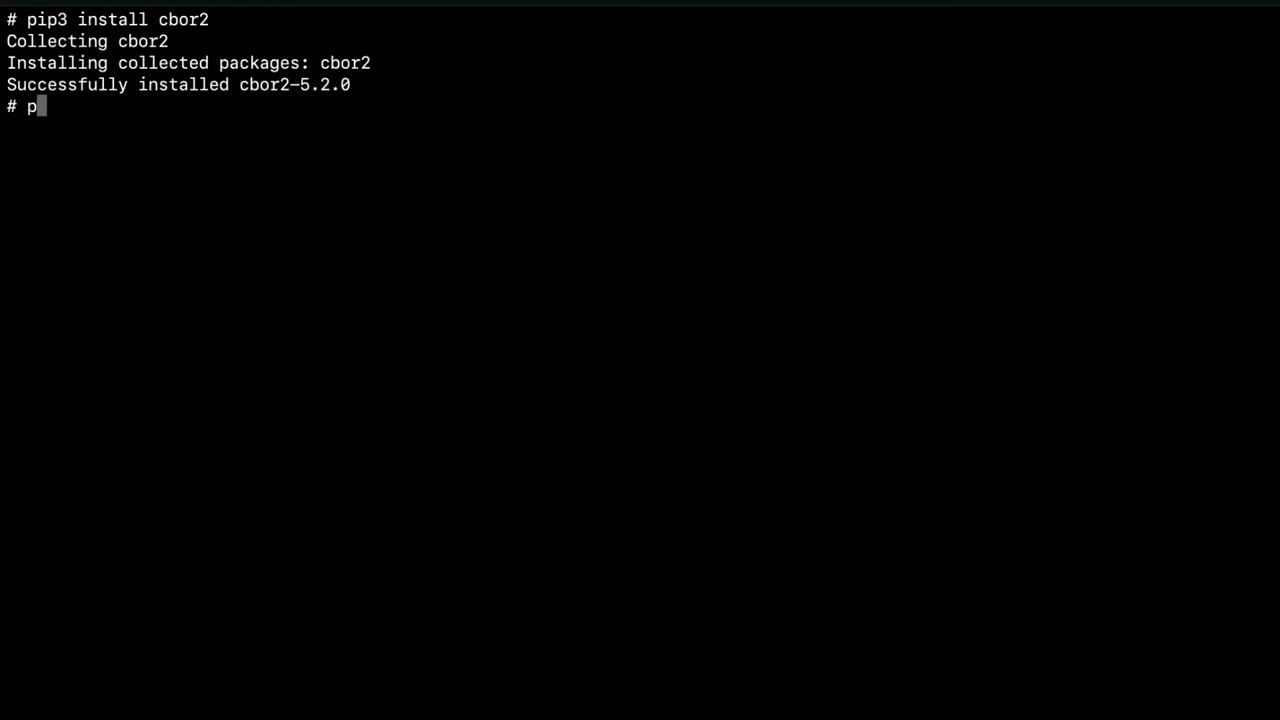 # pip3 install cbor2
Collecting cbor2
Installing collected packages: cbor2
Successfully installed cbor2-5.2.0
# p